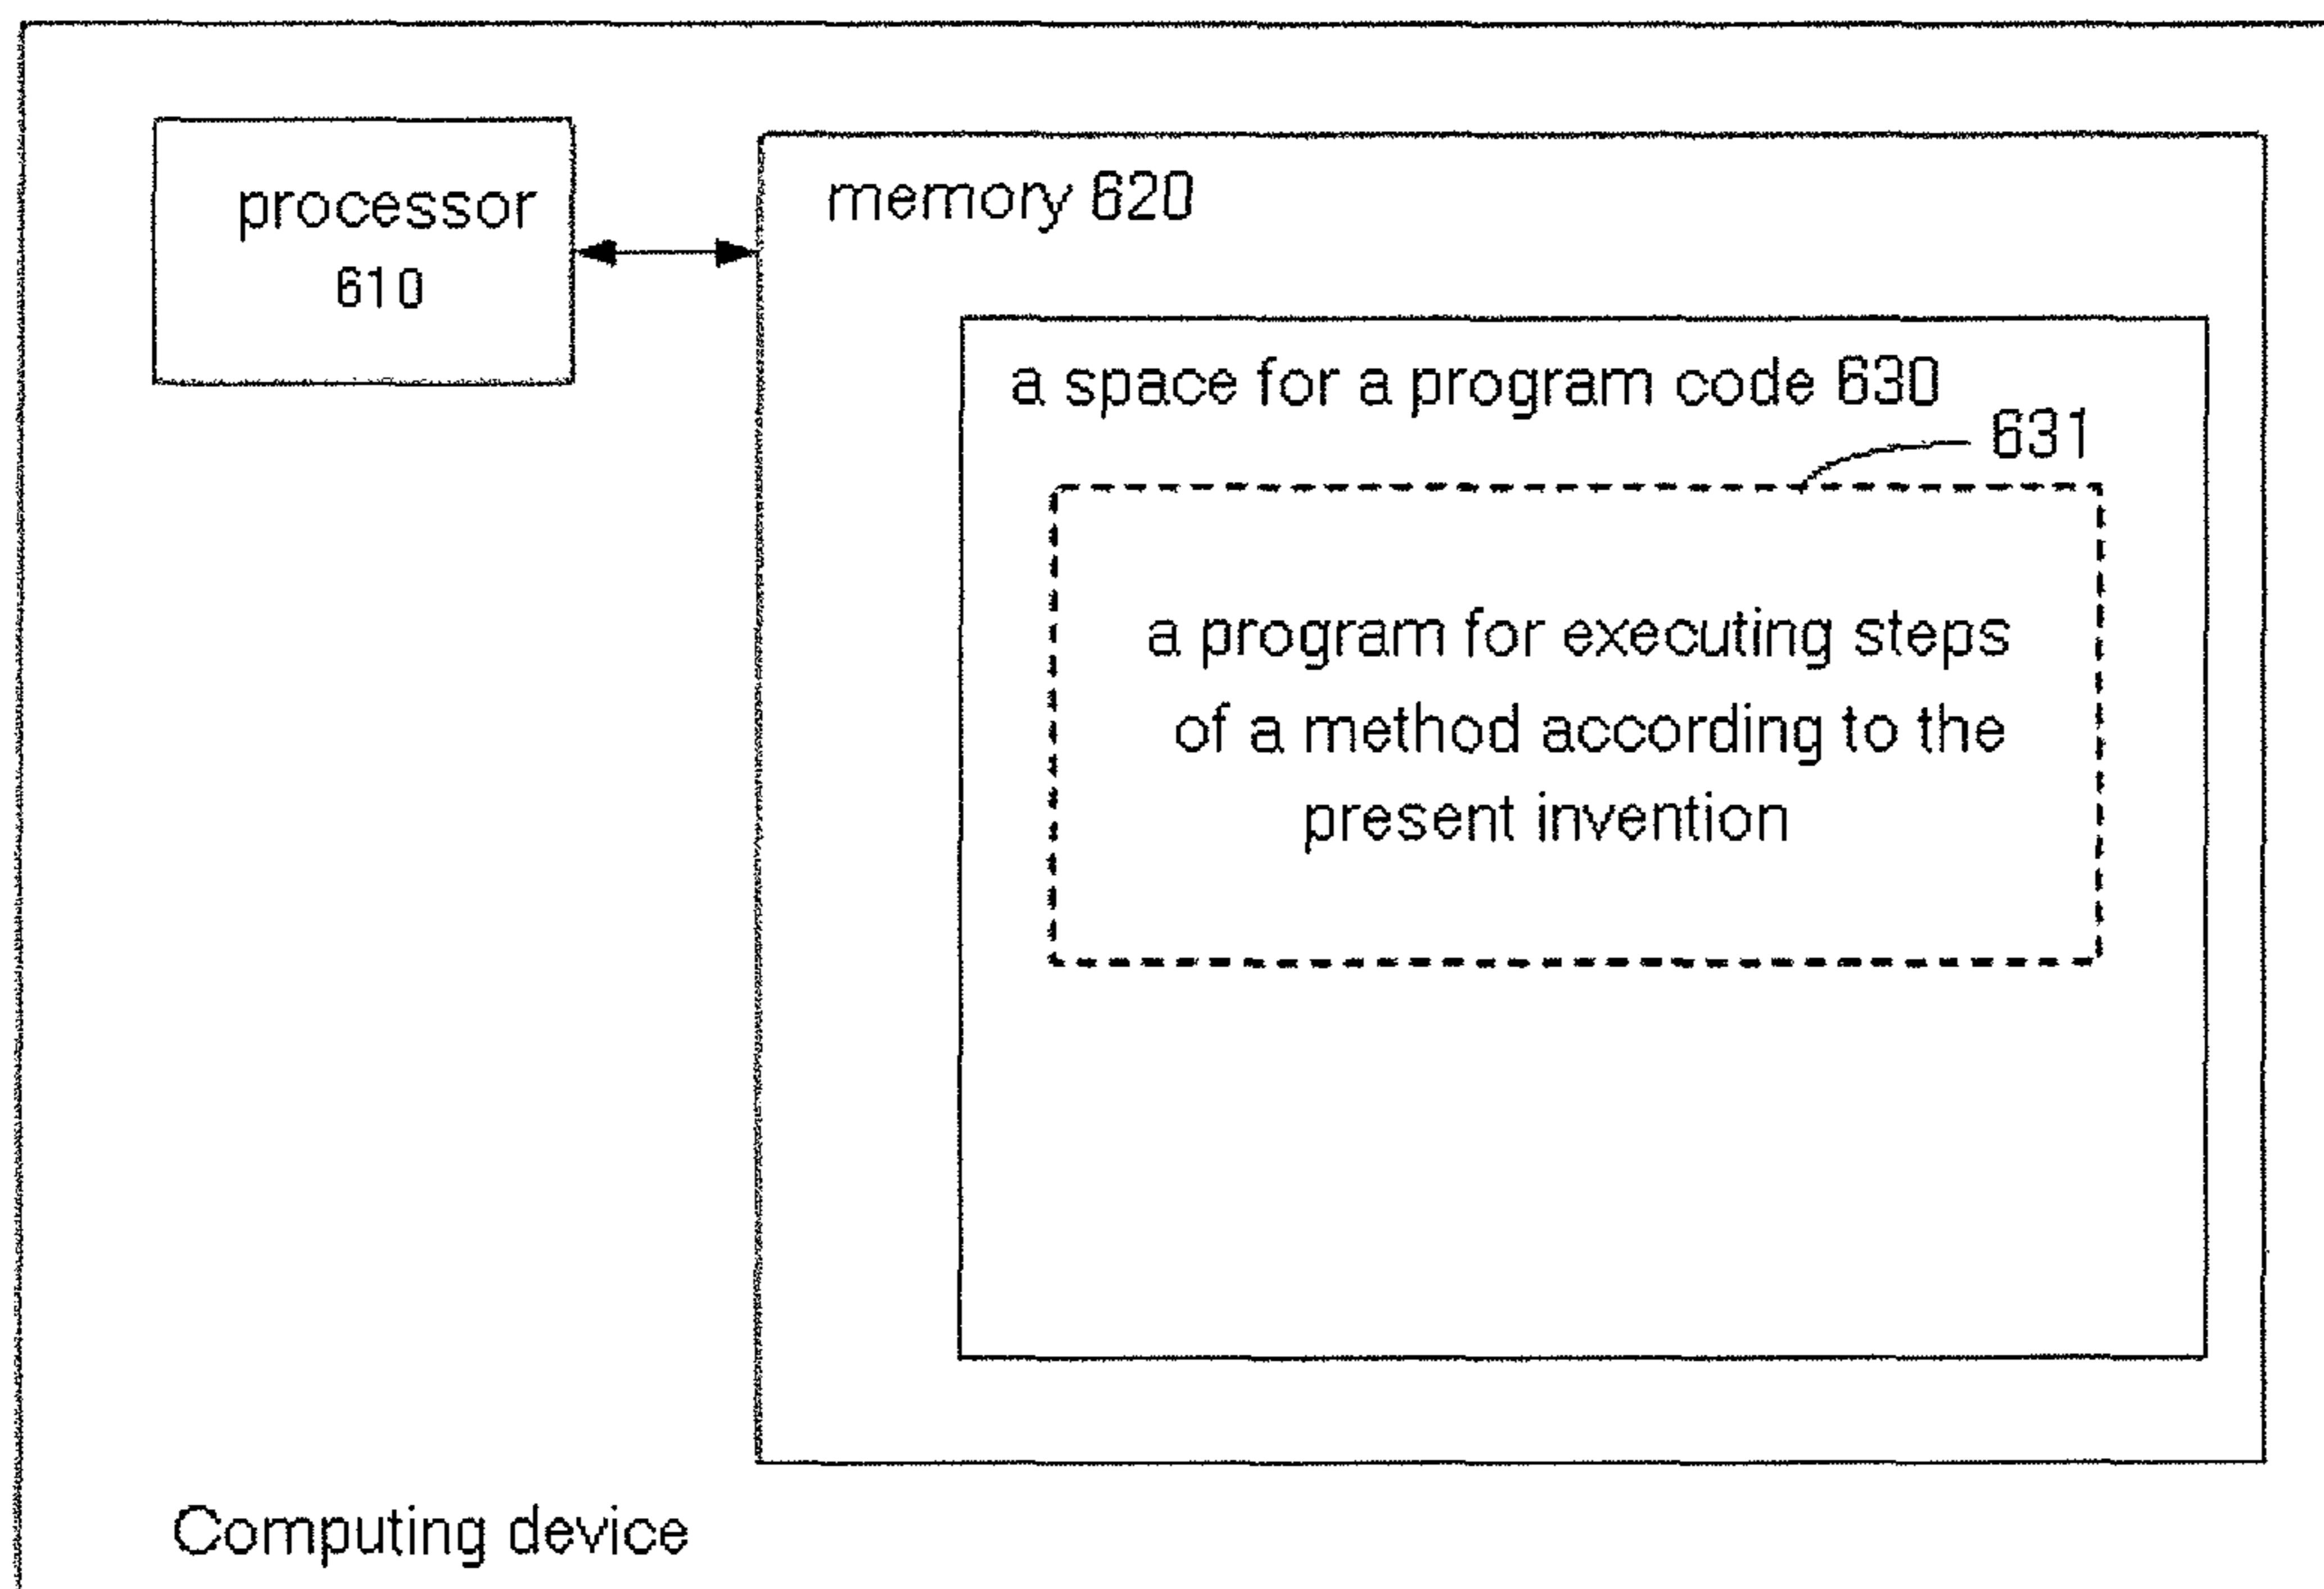 processor
610
memory 620
a space for a program code 630
631
a program for executing steps
of a method according to the
present invention
Computing device